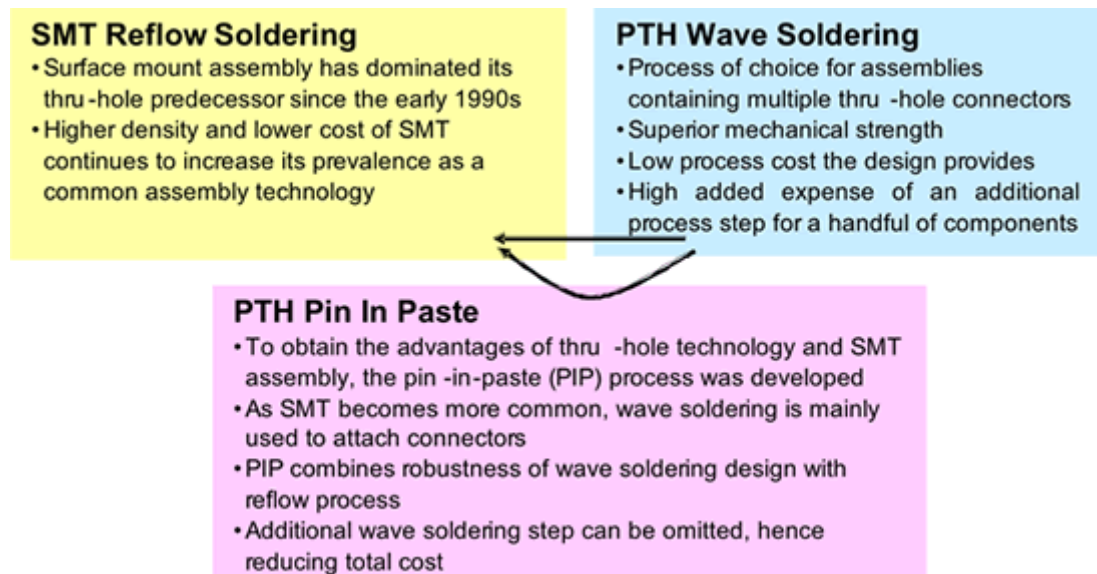 SMT Reflow Soldering
• Surface mount assembly has dominated its
thru -hole predecessor since the early 1990s
• Higher density and lower cost of SMT
continues to increase its prevalence as a
common assembly technology
PTH Wave Soldering
• Process of choice for assemblies
containing multiple thru -hole connectors
• Superior mechanical strength
• Low process cost the design provides
• High added expense of an additional
process step for a handful of components
PTH Pin In Paste
• To obtain the advantages of thru -hole technology and SMT
assembly, the pin -in-paste (PIP) process was developed
• As SMT becomes more common, wave soldering is mainly
used to attach connectors
• PIP combines robustness of wave soldering design with
reflow process
• Additional wave soldering step can be omitted, hence
reducing total cost